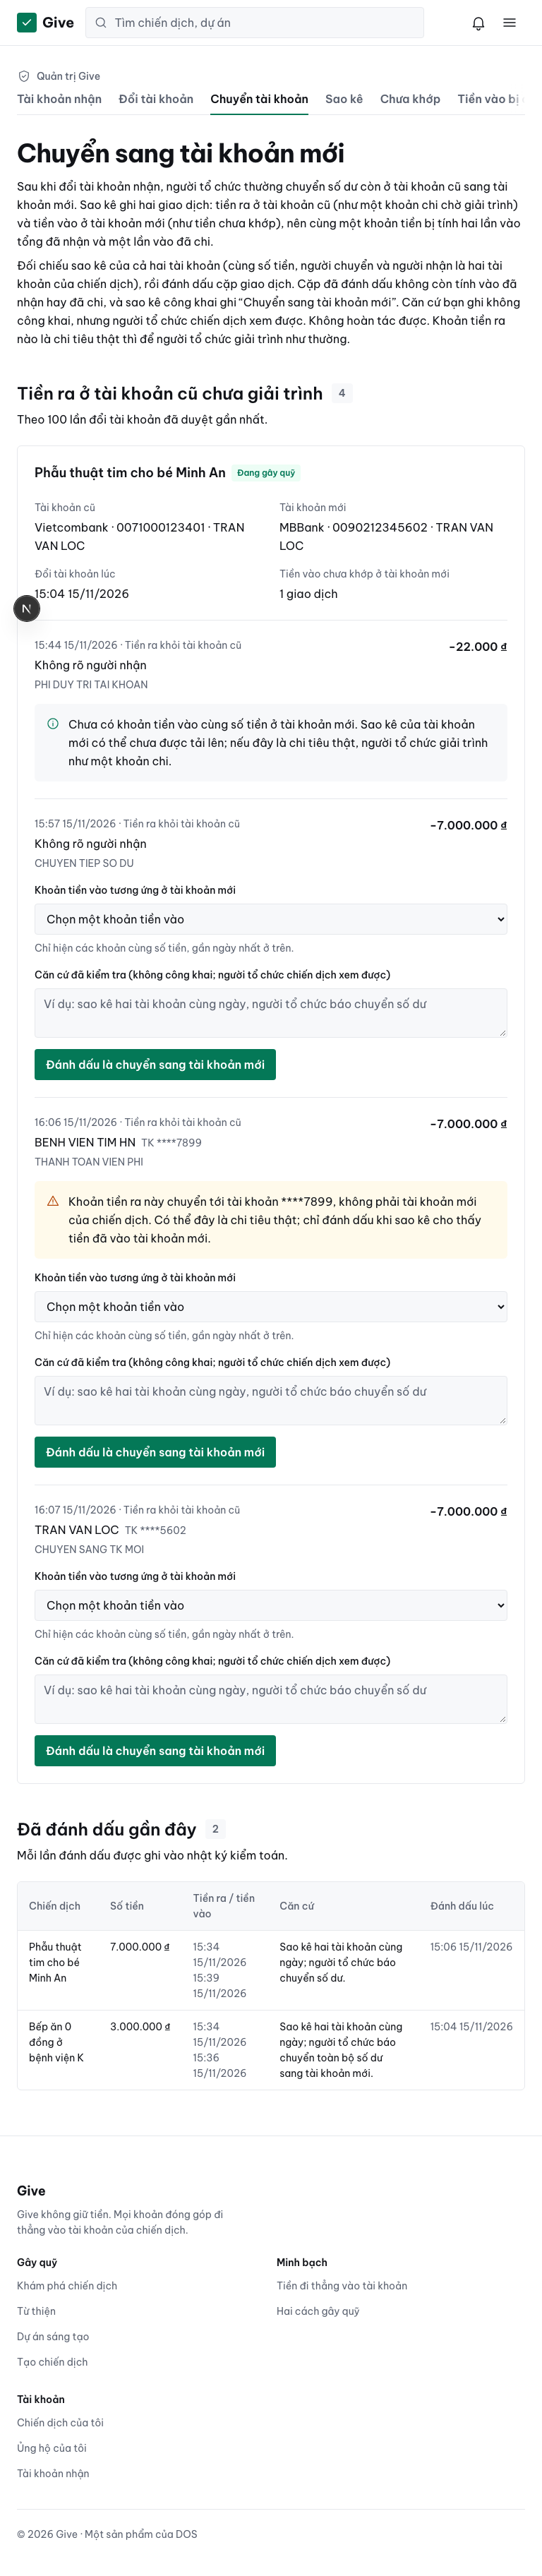 Give
Tìm chiến dịch, dự án
Quản trị Give
Tài khoản nhận
Đổi tài khoản
Chuyển tài khoản
Sao kê
Chưa khớp
Tiền vào bị
Chuyển sang tài khoản mới
Sau khi đổi tài khoản nhận, người tổ chức thường chuyển số dư còn ở tài khoản cũ sang tài
khoản mới. Sao kê ghi hai giao dịch: tiền ra ở tài khoản cũ (như một khoản chi chờ giải trình)
và tiền vào ở tài khoản mới (như tiền chưa khớp), nên cùng một khoản tiền bị tính hai lần vào
tổng đã nhận và một lần vào đã chi.
Đối chiếu sao kê của cả hai tài khoản (cùng số tiền, người chuyển và người nhận là hai tài
khoản của chiến dịch), rồi đánh dấu cặp giao dịch. Cặp đã đánh dấu không còn tính vào đã
nhận hay đã chi, và sao kê công khai ghi “Chuyển sang tài khoản mới”. Căn cứ bạn ghi không
công khai, nhưng người tổ chức chiến dịch xem được. Không hoàn tác được. Khoản tiền ra
nào là chi tiêu thật thì để người tổ chức giải trình như thường.
Tiền ra ở tài khoản cũ chưa giải trình 4
Theo 100 lần đổi tài khoản đã duyệt gần nhất.
Phẫu thuật tim cho bé Minh An Đang gây quỹ
Tài khoản cũ
Vietcombank · 0071000123401 · TRAN
VAN LOC
Tài khoản mới
MBBank · 0090212345602 · TRAN VAN
LOC
Đổi tài khoản lúc
15:04 15/11/2026
Tiền vào chưa khớp ở tài khoản mới
1 giao dịch
15:44 15/11/2026 · Tiền ra khỏi tài khoản cũ
-22.000 ₫
Không rõ người nhận
PHI DUY TRI TAI KHOAN
Chưa có khoản tiền vào cùng số tiền ở tài khoản mới. Sao kê của tài khoản
mới có thể chưa được tải lên; nếu đây là chi tiêu thật, người tổ chức giải trình
như một khoản chi.
15:57 15/11/2026 · Tiền ra khỏi tài khoản cũ
-7.000.000 ₫
Không rõ người nhận
CHUYEN TIEP SO DU
Khoản tiền vào tương ứng ở tài khoản mới
Chọn một khoản tiền vào
Chỉ hiện các khoản cùng số tiền, gần ngày nhất ở trên.
Căn cứ đã kiểm tra (không công khai; người tổ chức chiến dịch xem được)
Ví dụ: sao kê hai tài khoản cùng ngày, người tổ chức báo chuyển số dư
Đánh dấu là chuyển sang tài khoản mới
16:06 15/11/2026 · Tiền ra khỏi tài khoản cũ
-7.000.000 ₫
BENH VIEN TIM HN TK ****7899
THANH TOAN VIEN PHI
Khoản tiền ra này chuyển tới tài khoản ****7899, không phải tài khoản mới
của chiến dịch. Có thể đây là chi tiêu thật; chỉ đánh dấu khi sao kê cho thấy
tiền đã vào tài khoản mới.
Khoản tiền vào tương ứng ở tài khoản mới
Chọn một khoản tiền vào
Chỉ hiện các khoản cùng số tiền, gần ngày nhất ở trên.
Căn cứ đã kiểm tra (không công khai; người tổ chức chiến dịch xem được)
Ví dụ: sao kê hai tài khoản cùng ngày, người tổ chức báo chuyển số dư
Đánh dấu là chuyển sang tài khoản mới
16:07 15/11/2026 · Tiền ra khỏi tài khoản cũ
-7.000.000 ₫
TRAN VAN LOC TK ****5602
CHUYEN SANG TK MOI
Khoản tiền vào tương ứng ở tài khoản mới
Chọn một khoản tiền vào
Chỉ hiện các khoản cùng số tiền, gần ngày nhất ở trên.
Căn cứ đã kiểm tra (không công khai; người tổ chức chiến dịch xem được)
Ví dụ: sao kê hai tài khoản cùng ngày, người tổ chức báo chuyển số dư
Đánh dấu là chuyển sang tài khoản mới
Đã đánh dấu gần đây 2
Mỗi lần đánh dấu được ghi vào nhật ký kiểm toán.
Chiến dịch
Số tiền
Tiền ra / tiền
vào
Căn cứ
Đánh dấu lúc
Phẫu thuật
tim cho bé
Minh An
7.000.000 ₫
15:34
15/11/2026
15:39
15/11/2026
Sao kê hai tài khoản cùng
ngày; người tổ chức báo
chuyển số dư.
15:06 15/11/2026
Bếp ăn 0
đồng ở
bệnh viện K
3.000.000 ₫
15:34
15/11/2026
15:36
15/11/2026
Sao kê hai tài khoản cùng
ngày; người tổ chức báo
chuyển toàn bộ số dư
sang tài khoản mới.
15:04 15/11/2026
Give
Give không giữ tiền. Mọi khoản đóng góp đi
thẳng vào tài khoản của chiến dịch.
Gây quỹ
Khám phá chiến dịch
Từ thiện
Dự án sáng tạo
Tạo chiến dịch
Minh bạch
Tiền đi thẳng vào tài khoản
Hai cách gây quỹ
Tài khoản
Chiến dịch của tôi
Ủng hộ của tôi
Tài khoản nhận
© 2026 Give · Một sản phẩm của DOS